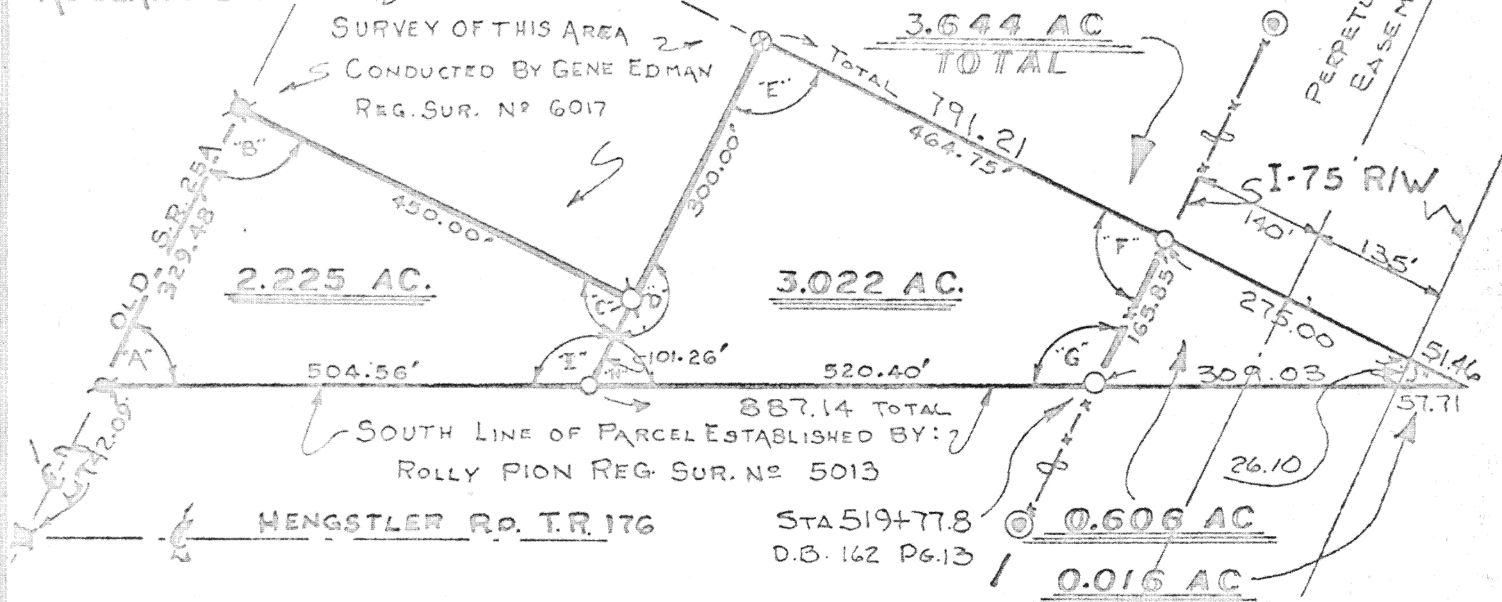 SURVEY OF THIS AREA
CONDUCTED BY GENE EDMAN
REG. SUR. Nº 6017
3.644 AC
TOTAL
PERPETU
EASEM
"E"
TOTAL 791.21
464.75'
"B"
OLD S.R. 25A
329.48'
450.00'
300.00'
I-75 R/W
140'
135'
"F"
165.85'
275.00
2.225 AC.
3.022 AC.
"C"
"D"
"A"
"I"
"H"
101.26'
"G"
504.56'
520.40'
309.03
51.46
57.71
887.14 TOTAL
SOUTH LINE OF PARCEL ESTABLISHED BY:
ROLLY PION REG. SUR. Nº 5013
26.10
HENGSTLER RD. T.R. 176
STA 519+77.8
D.B. 162 PG.13
0.606 AC
0.016 AC